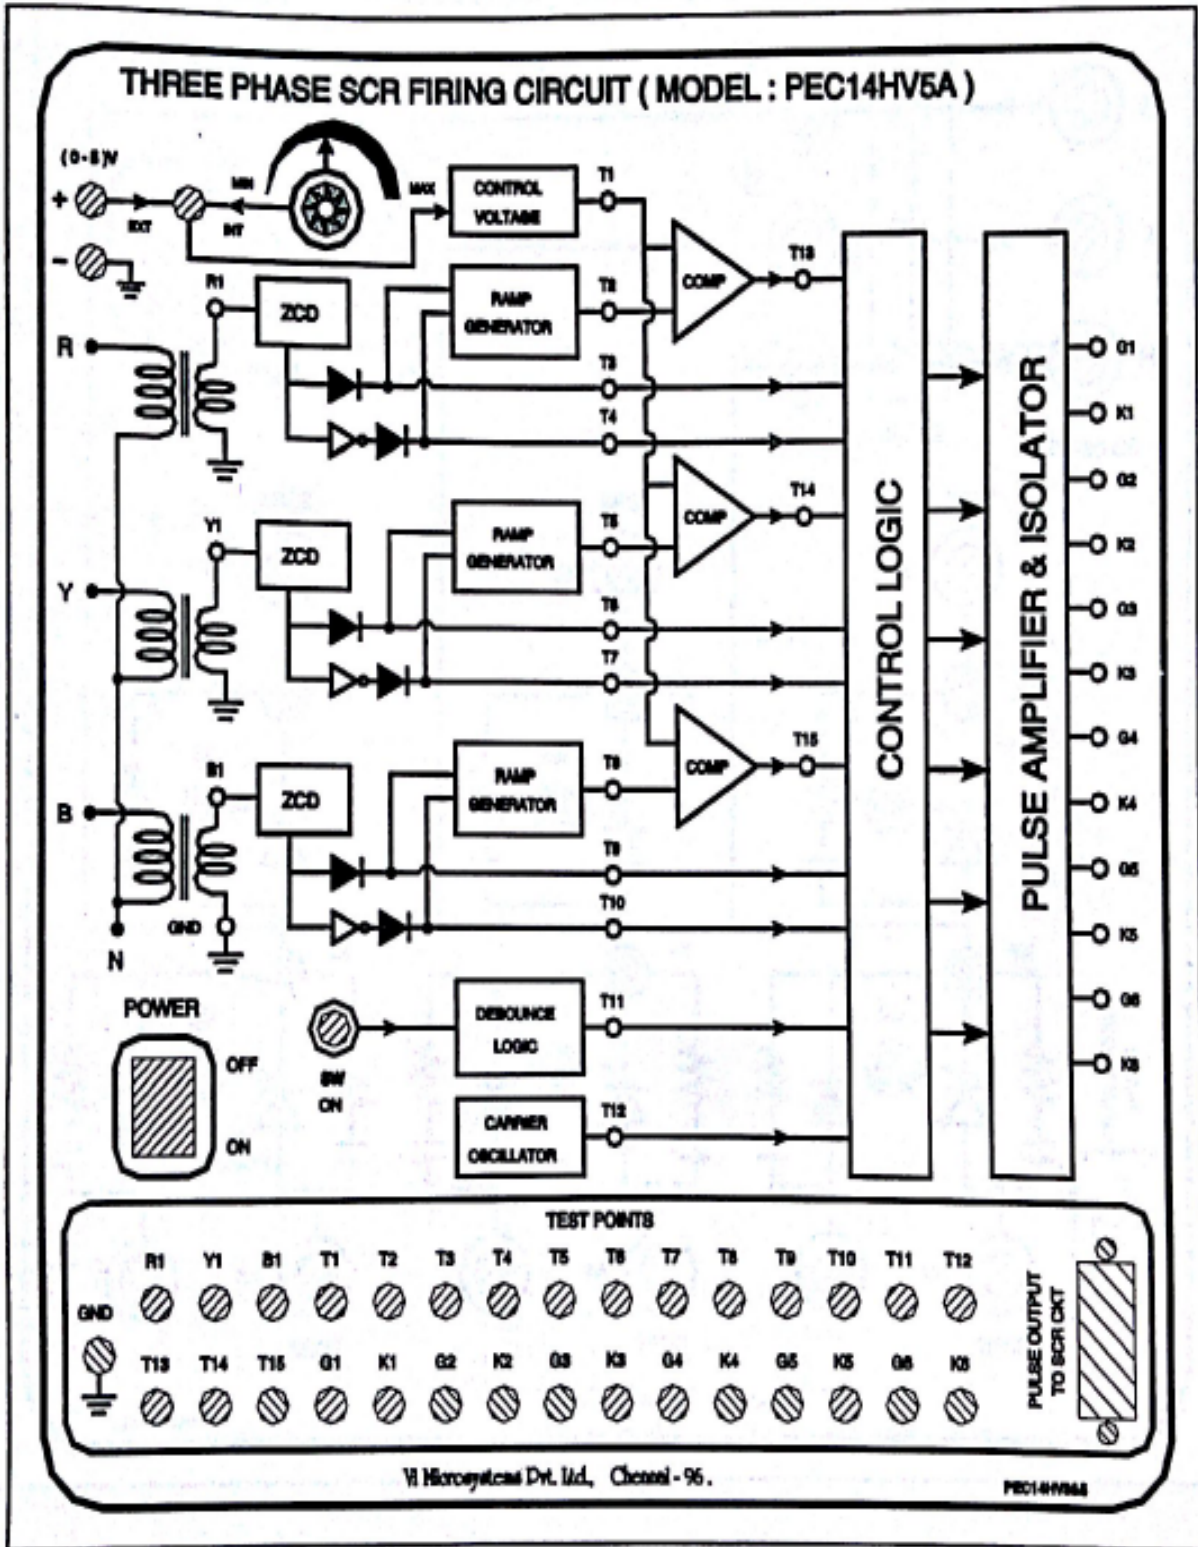 THREE PHASE SCR FIRING CIRCUIT ( MODEL : PEC14HV5A )
(0-5)V
+
EXT
MIN
INT
MAX
CONTROL
VOLTAGE
T1
−
R1
ZCD
RAMP
GENERATOR
T2
COMP
T13
R
T3
T4
G1
K1
G2
K2
G3
K3
G4
K4
G5
K5
G6
K6
Y1
ZCD
RAMP
GENERATOR
T5
COMP
T14
Y
T6
T7
CONTROL LOGIC
PULSE AMPLIFIER & ISOLATOR
B1
ZCD
RAMP
GENERATOR
T8
COMP
T15
B
T9
T10
GND
N
POWER
OFF
ON
SW
ON
DEBOUNCE
LOGIC
T11
CARRIER
OSCILLATOR
T12
TEST POINTS
R1 Y1 B1 T1 T2 T3 T4 T5 T6 T7 T8 T9 T10 T11 T12
GND
T13 T14 T15 G1 K1 G2 K2 G3 K3 G4 K4 G5 K5 G6 K6
PULSE OUTPUT
TO SCR CKT
Vi Microsystems Pvt. Ltd., Chennai - 96 .